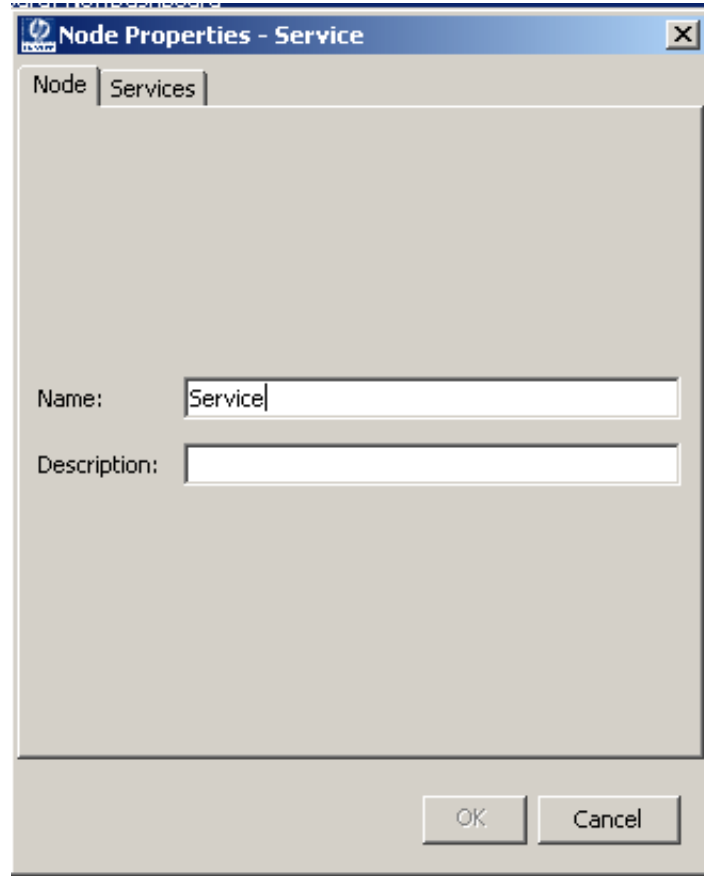 Node Properties - Service
Node
Services
Name:
Service
Description:
OK
Cancel